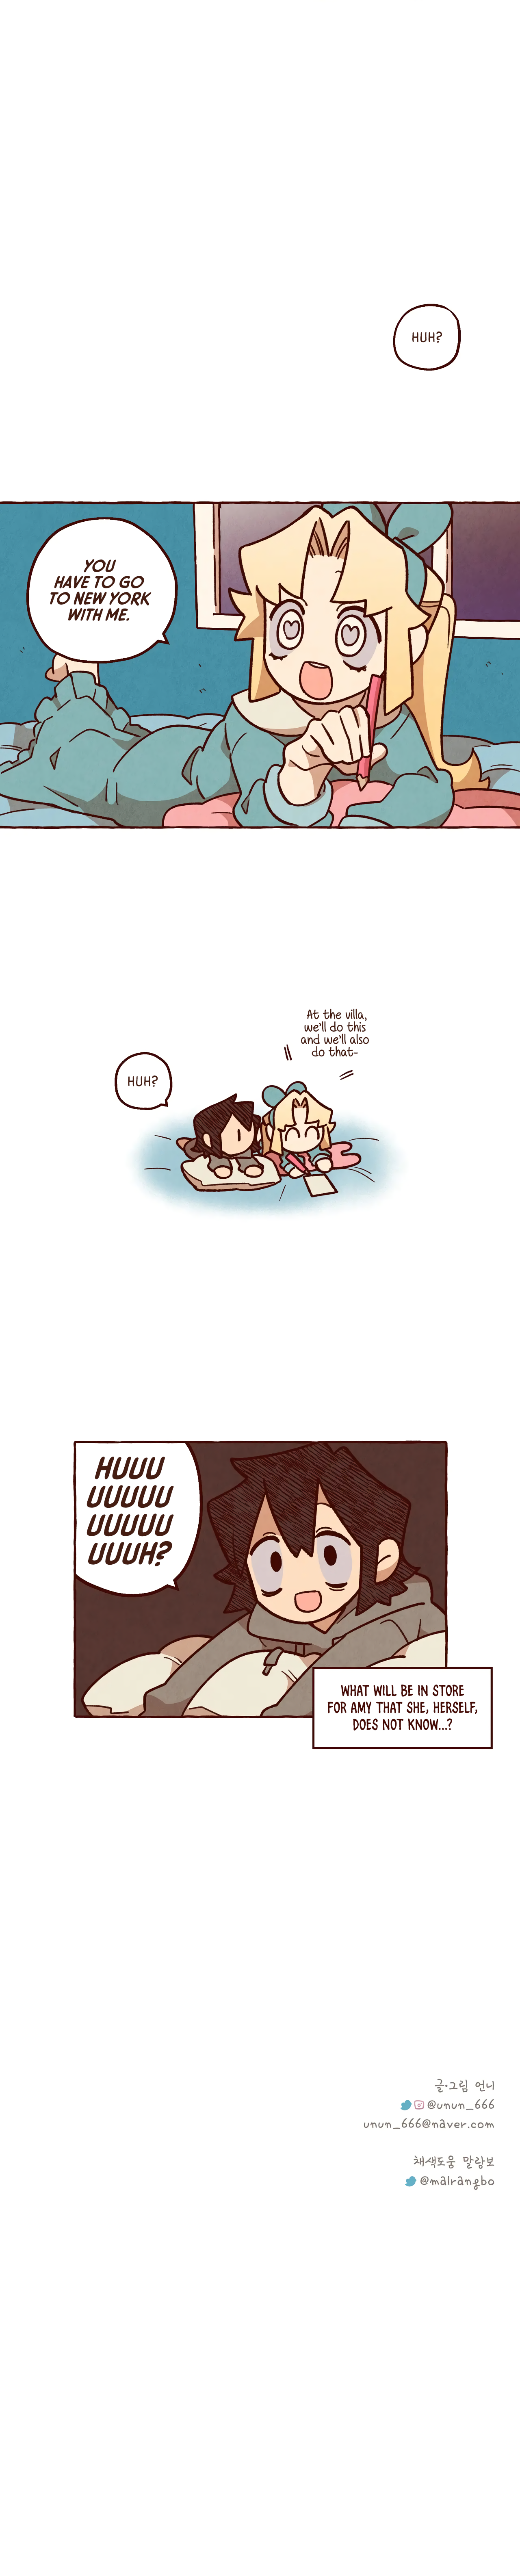 HUH?
YOU
HAVE TO GO
TO NEW YORK
WITH ME.
At the villa,
we'll do this
and we'll also
do that-
HUH?
HUUU
UUUUU
UUUUU
UUUH?
WHAT WILL BE IN STORE
FOR AMY THAT SHE, HERSELF,
DOES NOT KNOW...?
글·그림 언니
@unun_666
unun_666@naver.com
채색도움 말랑보
@malrangbo